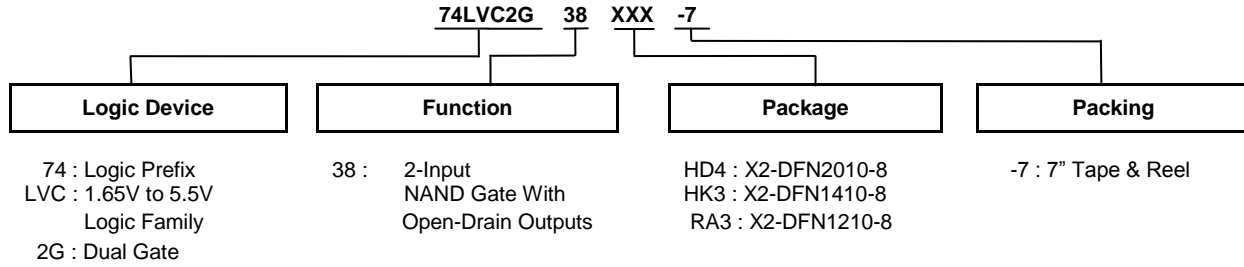 74LVC2G 38 XXX -7
Logic Device Function Package Packing
74 : Logic Prefix 38 : 2-Input HD4 : X2-DFN2010-8 -7 : 7” Tape & Reel
LVC : 1.65V to 5.5V NAND Gate With HK3 : X2-DFN1410-8
Logic Family Open-Drain Outputs RA3 : X2-DFN1210-8
2G : Dual Gate